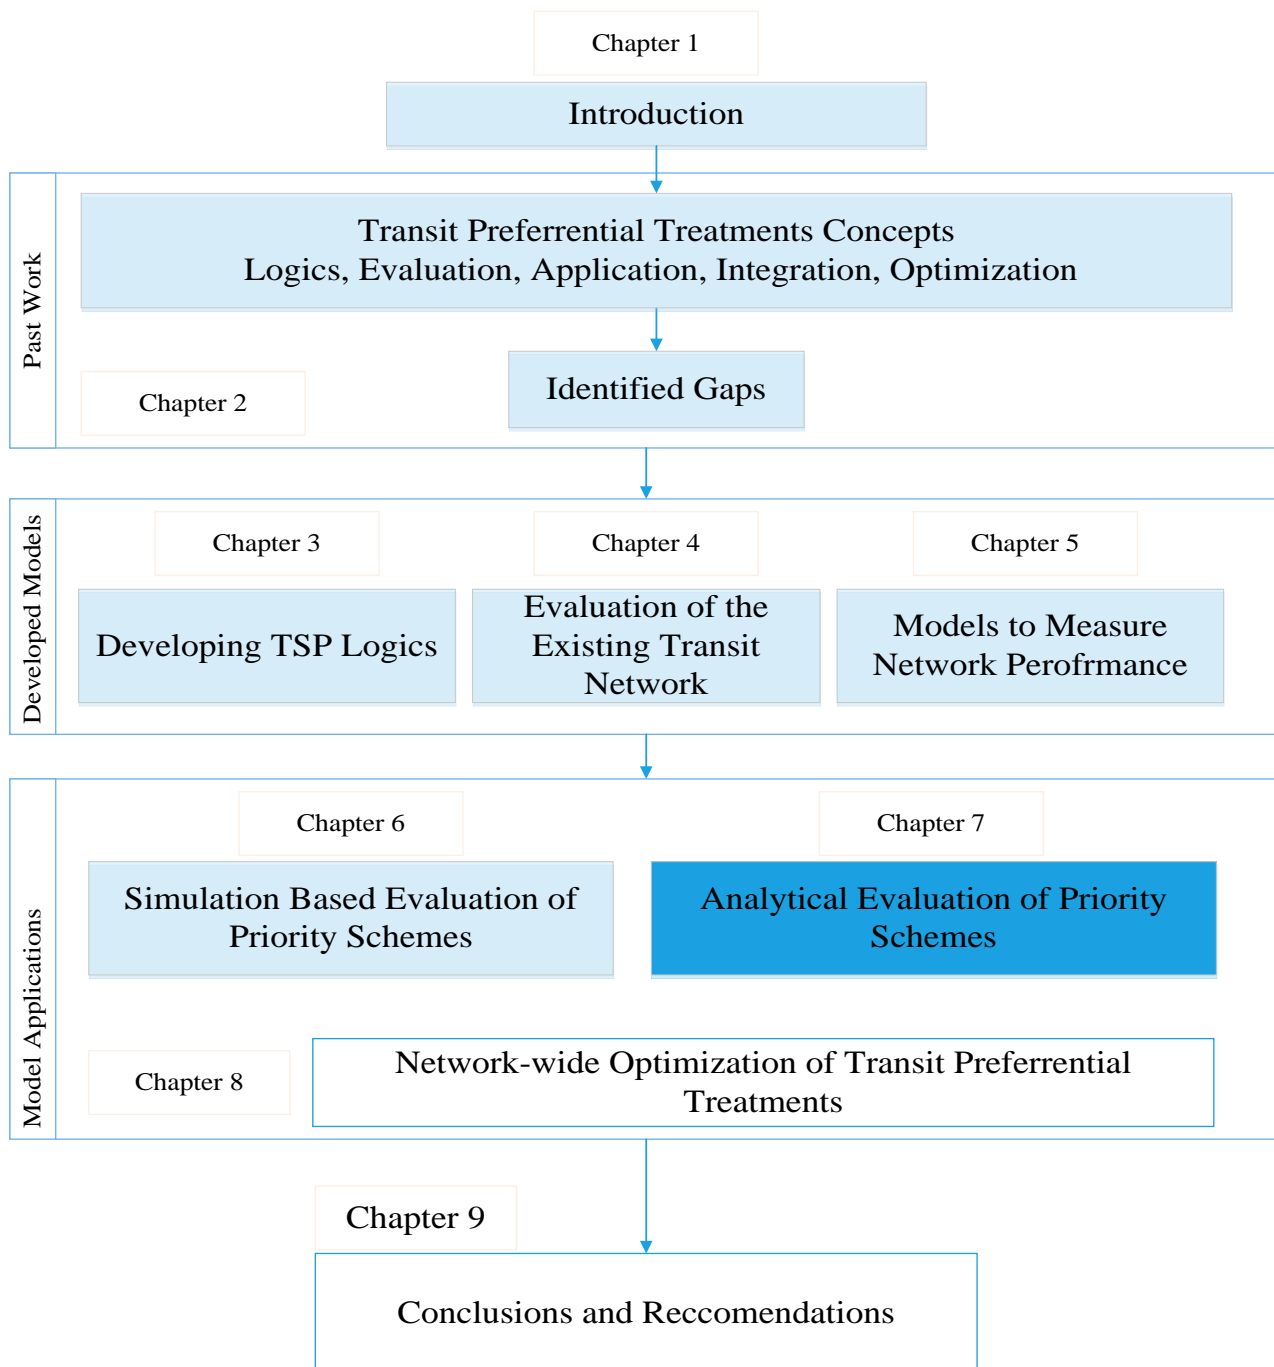 Chapter 1
Introduction
Past Work
Transit Preferrential Treatments Concepts
Logics, Evaluation, Application, Integration, Optimization
Identified Gaps
Chapter 2
Developed Models
Chapter 3
Chapter 4
Chapter 5
Developing TSP Logics
Evaluation of the
Existing Transit
Network
Models to Measure
Network Perofrmance
Model Applications
Chapter 6
Chapter 7
Simulation Based Evaluation of
Priority Schemes
Analytical Evaluation of Priority
Schemes
Chapter 8
Network-wide Optimization of Transit Preferrential
Treatments
Chapter 9
Conclusions and Reccomendations